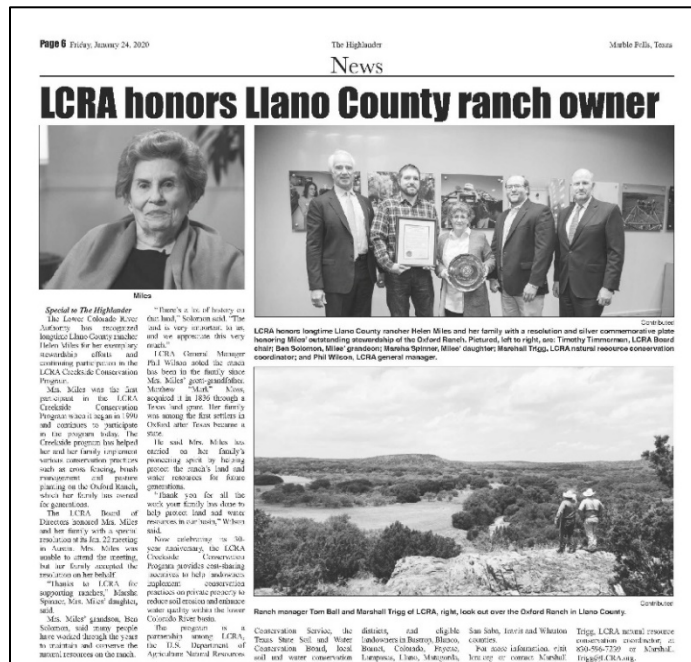 Page 6 Friday, January 24, 2020
The Highlander
Marble Falls, Texas
News
LCRA honors Llano County ranch owner
Miles
Special to The Highlander
The Lower Colorado River
Authority has recognized
longtime Llano County rancher
Helen Miles for her exemplary
stewardship efforts and
continuing participation in the
LCRA Creekside Conservation
Program.
Mrs. Miles was the first
participant in the LCRA
Creekside Conservation
Program when it began in 1990
and continues to participate
in the program today. The
Creekside program has helped
her and her family implement
various conservation practices
such as cross fencing, brush
management and pasture
planting on the Oxford Ranch,
which her family has owned
for generations.
The LCRA Board of
Directors honored Mrs. Miles
and her family with a special
resolution at its Jan. 22 meeting
in Austin. Mrs. Miles was
unable to attend the meeting,
but her family accepted the
resolution on her behalf.
"Thanks to LCRA for
supporting ranches," Marsha
Spinner, Mrs. Miles' daughter,
said.
Mrs. Miles' grandson, Ben
Solomon, said many people
have worked through the years
to maintain and conserve the
natural resources on the ranch.
"There's a lot of history on
that land," Solomon said. "The
land is very important to us,
and we appreciate this very
much."
LCRA General Manager
Phil Wilson noted the ranch
has been in the family since
Mrs. Miles' great-grandfather,
Matthew "Mark" Moss,
acquired it in 1836 through a
Texas land grant. Her family
was among the first settlers in
Oxford after Texas became a
state.
He said Mrs. Miles has
carried on her family's
pioneering spirit by helping
protect the ranch's land and
water resources for future
generations.
"Thank you for all the
work your family has done to
help protect land and water
resources in our basin," Wilson
said.
Now celebrating its 30-
year anniversary, the LCRA
Creekside Conservation
Program provides cost-sharing
incentives to help landowners
implement conservation
practices on private property to
reduce soil erosion and enhance
water quality within the lower
Colorado River basin.
The program is a
partnership among LCRA,
the U.S. Department of
Agriculture Natural Resources
Contributed
LCRA honors longtime Llano County rancher Helen Miles and her family with a resolution and silver commemorative plate
honoring Miles' outstanding stewardship of the Oxford Ranch. Pictured, left to right, are: Timothy Timmerman, LCRA Board
chair; Ben Solomon, Miles' grandson; Marsha Spinner, Miles' daughter; Marshall Trigg, LCRA natural resource conservation
coordinator; and Phil Wilson, LCRA general manager.
Contributed
Ranch manager Tom Ball and Marshall Trigg of LCRA, right, look out over the Oxford Ranch in Llano County.
Conservation Service, the
Texas State Soil and Water
Conservation Board, local
soil and water conservation
districts, and eligible
landowners in Bastrop, Blanco,
Burnet, Colorado, Fayette,
Lampasas, Llano, Matagorda,
San Saba, Travis and Wharton
counties.
For more information, visit
lcra.org or contact Marshall
Trigg, LCRA natural resource
conservation coordinator, at